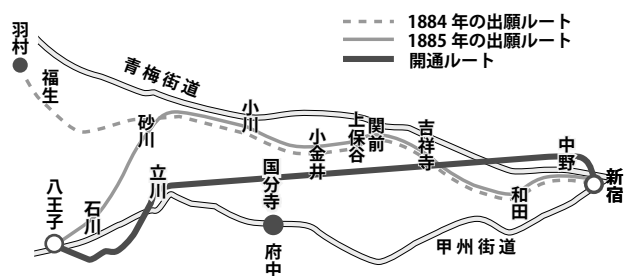 1884 年の出願ルート
1885 年の出願ルート
開通ルート
羽村
福生
青梅街道
砂川
小川
小金井
上保谷
関前
吉祥寺
中野
新宿
和田
八王子
石川
立川
国分寺
府中
甲州街道